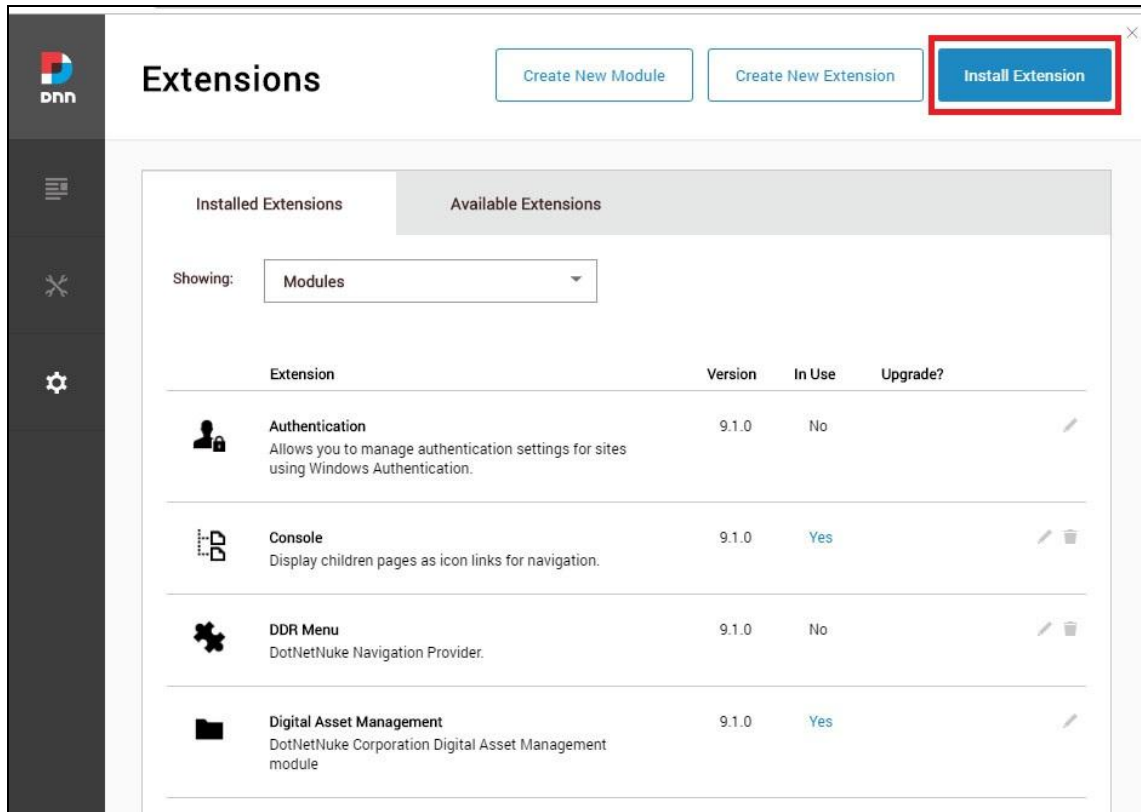 DNN
Extensions
Create New Module
Create New Extension
Install Extension
Installed Extensions
Available Extensions
Showing:
Modules
Extension
Version
In Use
Upgrade?
Authentication
9.1.0
No
Allows you to manage authentication settings for sites
using Windows Authentication.
Console
9.1.0
Yes
Display children pages as icon links for navigation.
DDR Menu
9.1.0
No
DotNetNuke Navigation Provider.
Digital Asset Management
9.1.0
Yes
DotNetNuke Corporation Digital Asset Management
module